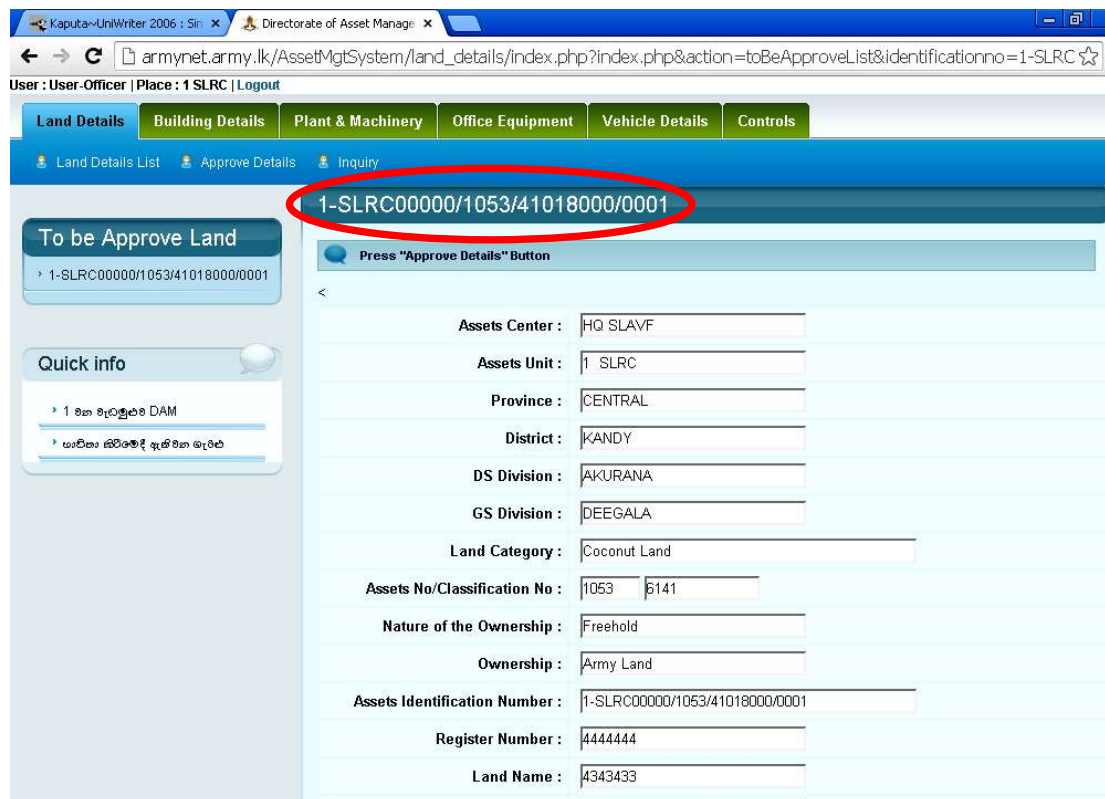 Kaputa~UniWriter 2006 : Sin
Directorate of Asset Manage
armynet.army.lk/AssetMgtSystem/land_details/index.php?index.php&action=toBeApproveList&identificationno=1-SLRC
User : User-Officer | Place : 1 SLRC | Logout
Land Details Building Details Plant & Machinery Office Equipment Vehicle Details Controls
Land Details List Approve Details Inquiry
1-SLRC00000/1053/41018000/0001
To be Approve Land
1-SLRC00000/1053/41018000/0001
Press "Approve Details" Button
<
Quick info
1 වන වැටමුළුව DAM
Assets Center : HQ SLAVF
Assets Unit : 1 SLRC
Province : CENTRAL
District : KANDY
DS Division : AKURANA
GS Division : DEEGALA
Land Category : Coconut Land
Assets No/Classification No : 1053 6141
Nature of the Ownership : Freehold
Ownership : Army Land
Assets Identification Number : 1-SLRC00000/1053/41018000/0001
Register Number : 4444444
Land Name : 4343433